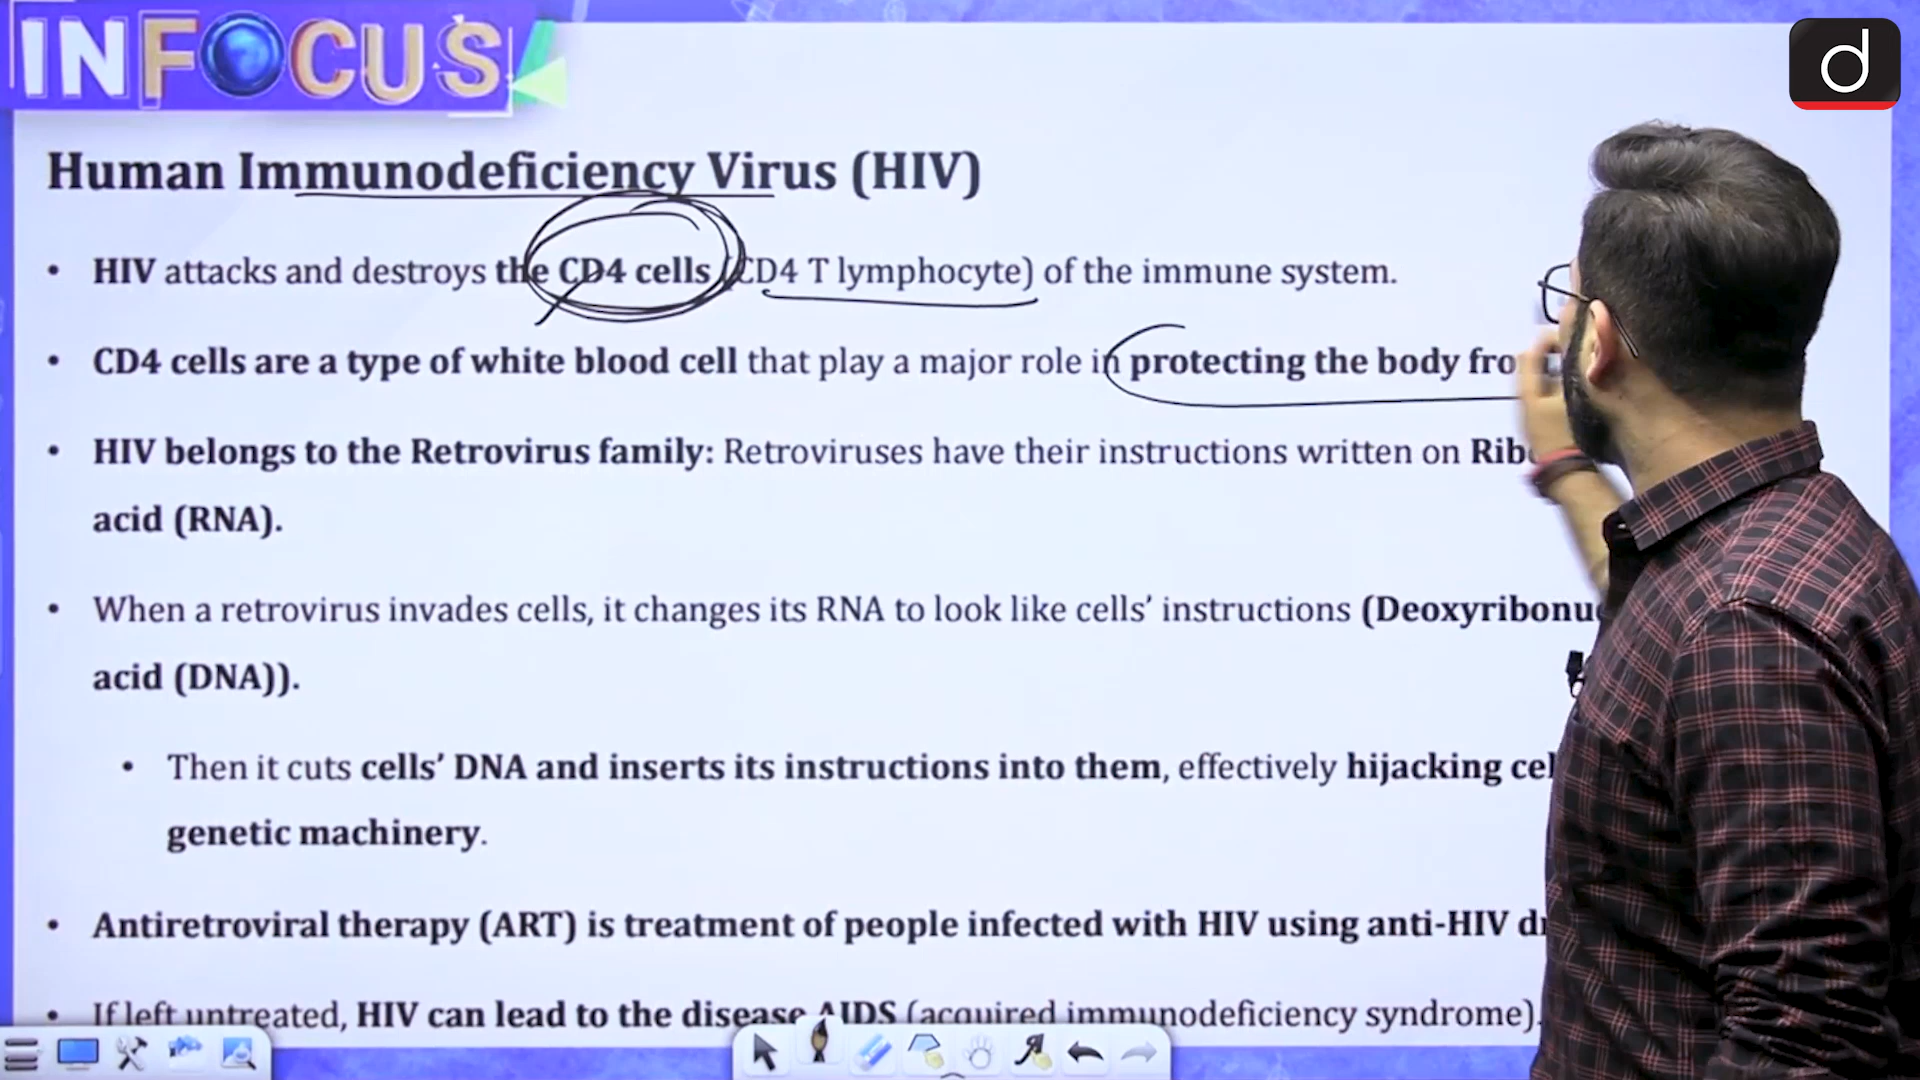 INFOCUS
d
Human Immunodeficiency Virus (HIV)
• HIV attacks and destroys the CD4 cells (CD4 T lymphocyte) of the immune system.
• CD4 cells are a type of white blood cell that play a major role in protecting the body
• HIV belongs to the Retrovirus family: Retroviruses have their instructions written on
acid (RNA).
• When a retrovirus invades cells, it changes its RNA to look like cells’ instructions
acid (DNA)).
• Then it cuts cells’ DNA and inserts its instructions into them, effectively hijacking
genetic machinery.
• Antiretroviral therapy (ART) is treatment of people infected with HIV using anti-HIV
• If left untreated, HIV can lead to the disease AIDS (acquired immunodeficiency syndrome).